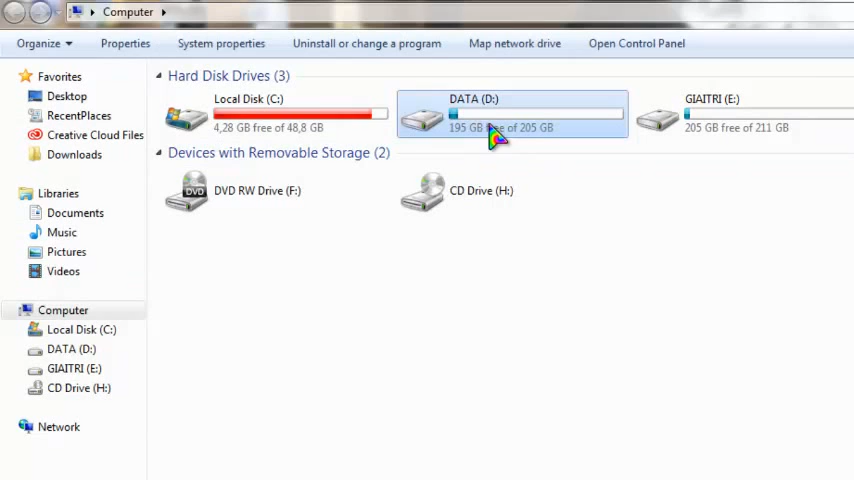 Computer
Organize
Properties
System properties
Uninstall or change a program
Map network drive
Open Control Panel
Favorites
Desktop
RecentPlaces
Creative Cloud Files
Downloads
Libraries
Documents
Music
Pictures
Videos
Computer
Local Disk (C:)
DATA (D:)
GIAITRI (E:)
CD Drive (H:)
Network
Hard Disk Drives (3)
Local Disk (C:)
4,28 GB free of 48,8 GB
DATA (D:)
195 GB free of 205 GB
GIAITRI (E:)
205 GB free of 211 GB
Devices with Removable Storage (2)
DVD
DVD RW Drive (F:)
CD Drive (H:)